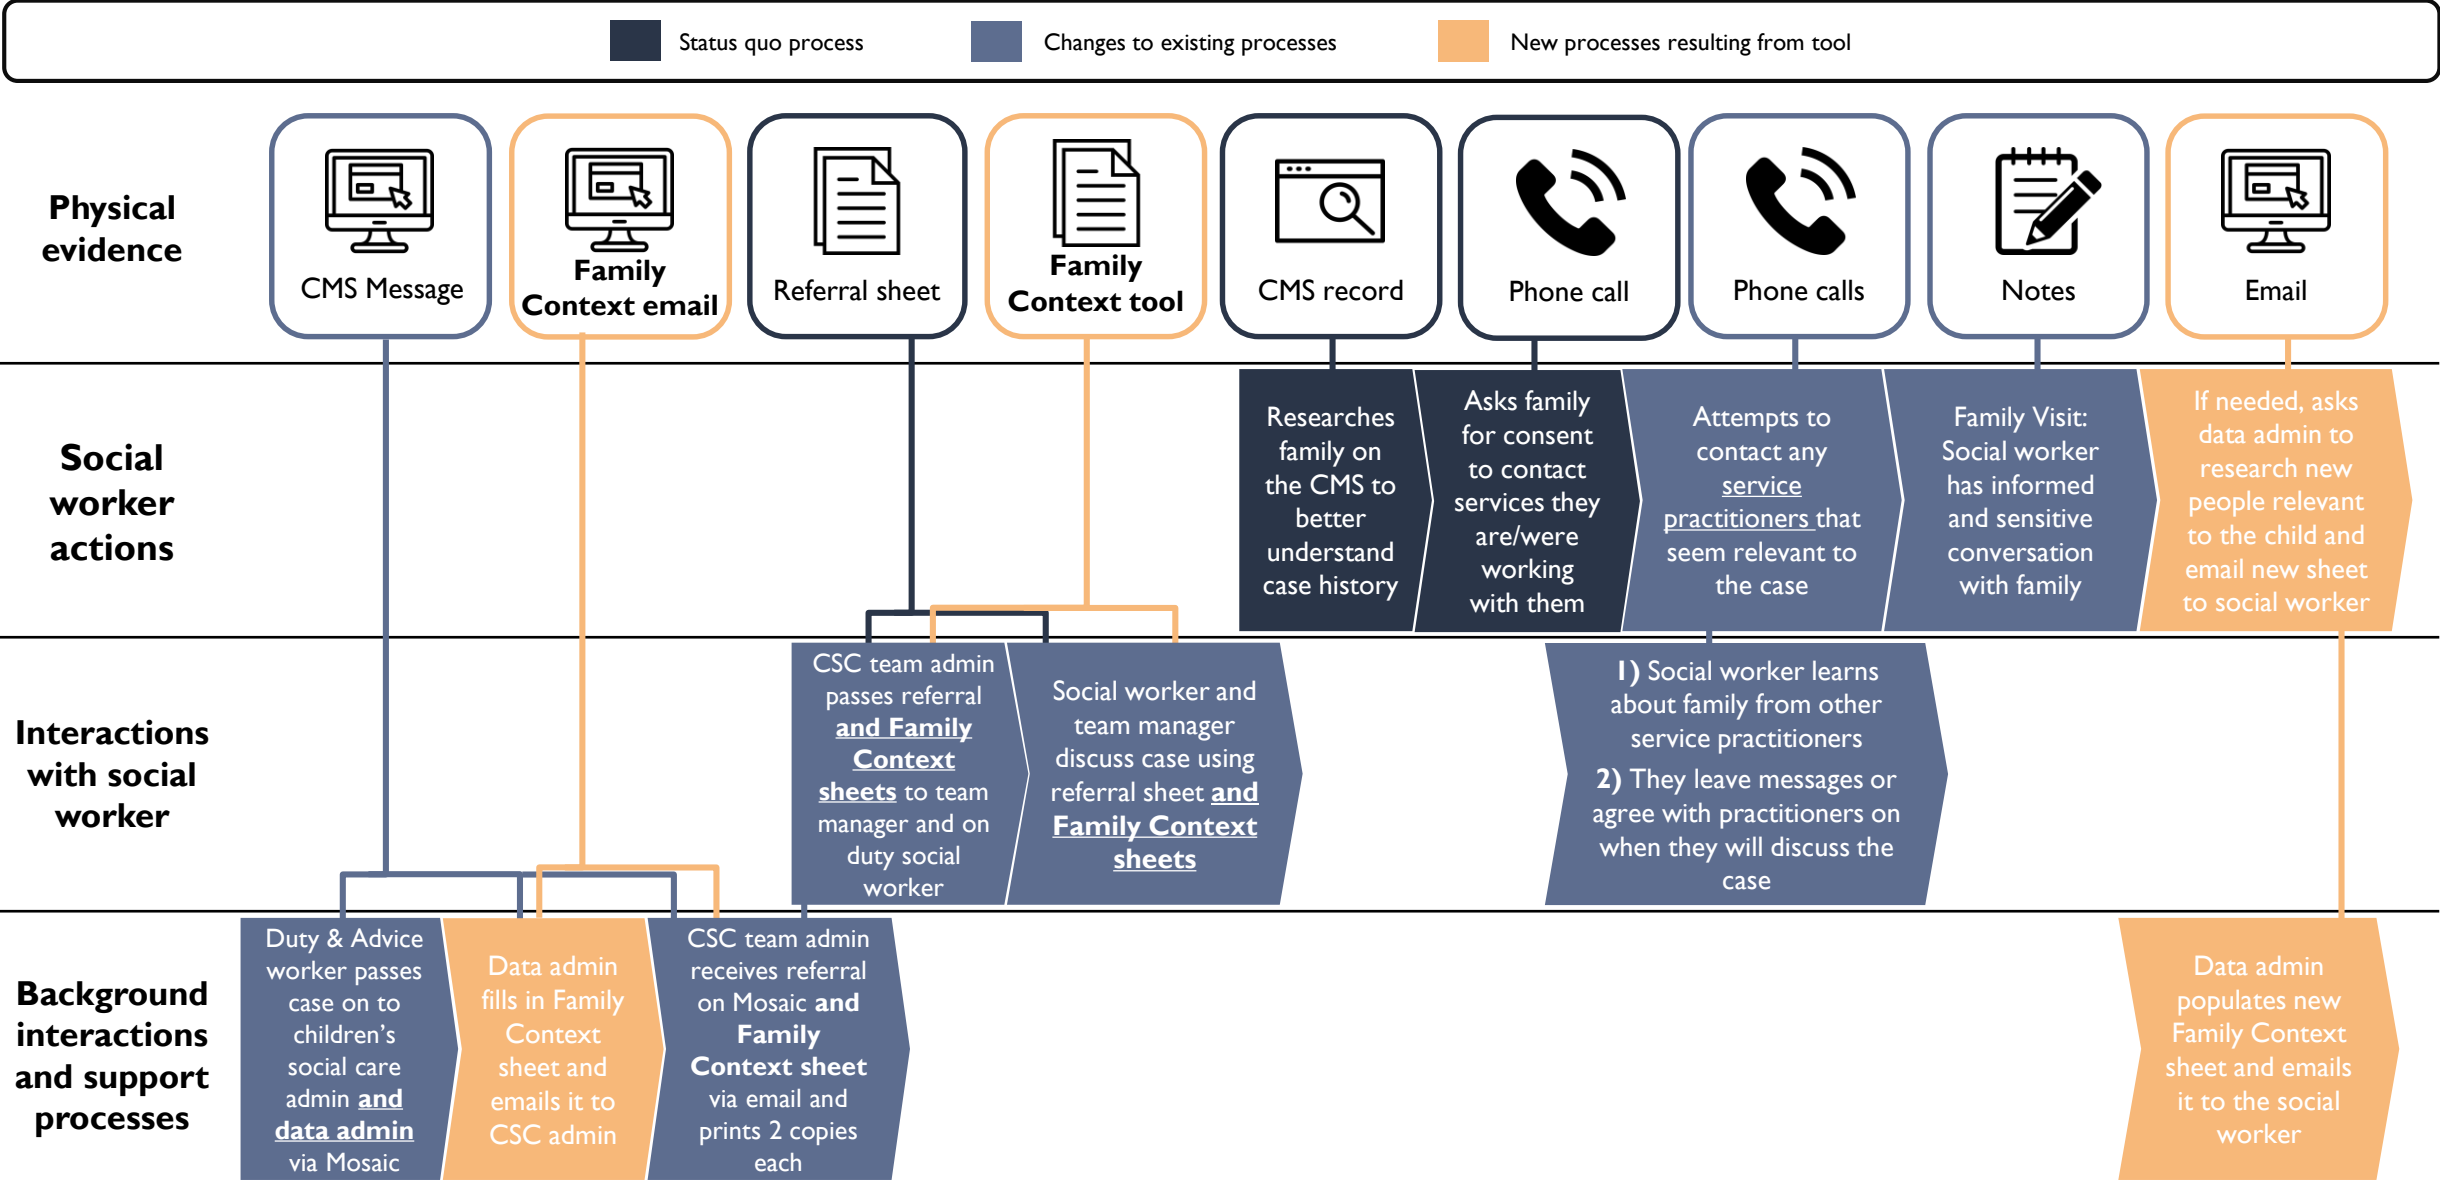 Status quo process
Changes to existing processes
New processes resulting from tool
Physical
evidence
CMS Message
Family
Context email
Referral sheet
Family
Context tool
CMS record
Phone call
Phone calls
Notes
Email
Social
worker
actions
Researches
family on
the CMS to
better
understand
case history
Asks family
for consent
to contact
services they
are/were
working
with them
Attempts to
contact any
service
practitioners that
seem relevant to
the case
Family Visit:
Social worker
has informed
and sensitive
conversation
with family
If needed, asks
data admin to
research new
people relevant
to the child and
email new sheet
to social worker
Interactions
with social
worker
CSC team admin
passes referral
and Family
Context
sheets to team
manager and on
duty social
worker
Social worker and
team manager
discuss case using
referral sheet and
Family Context
sheets
1) Social worker learns
about family from other
service practitioners
2) They leave messages or
agree with practitioners on
when they will discuss the
case
Background
interactions
and support
processes
Duty & Advice
worker passes
case on to
children’s
social care
admin and
data admin
via Mosaic
Data admin
fills in Family
Context
sheet and
emails it to
CSC admin
CSC team admin
receives referral
on Mosaic and
Family
Context sheet
via email and
prints 2 copies
each
Data admin
populates new
Family Context
sheet and emails
it to the social
worker